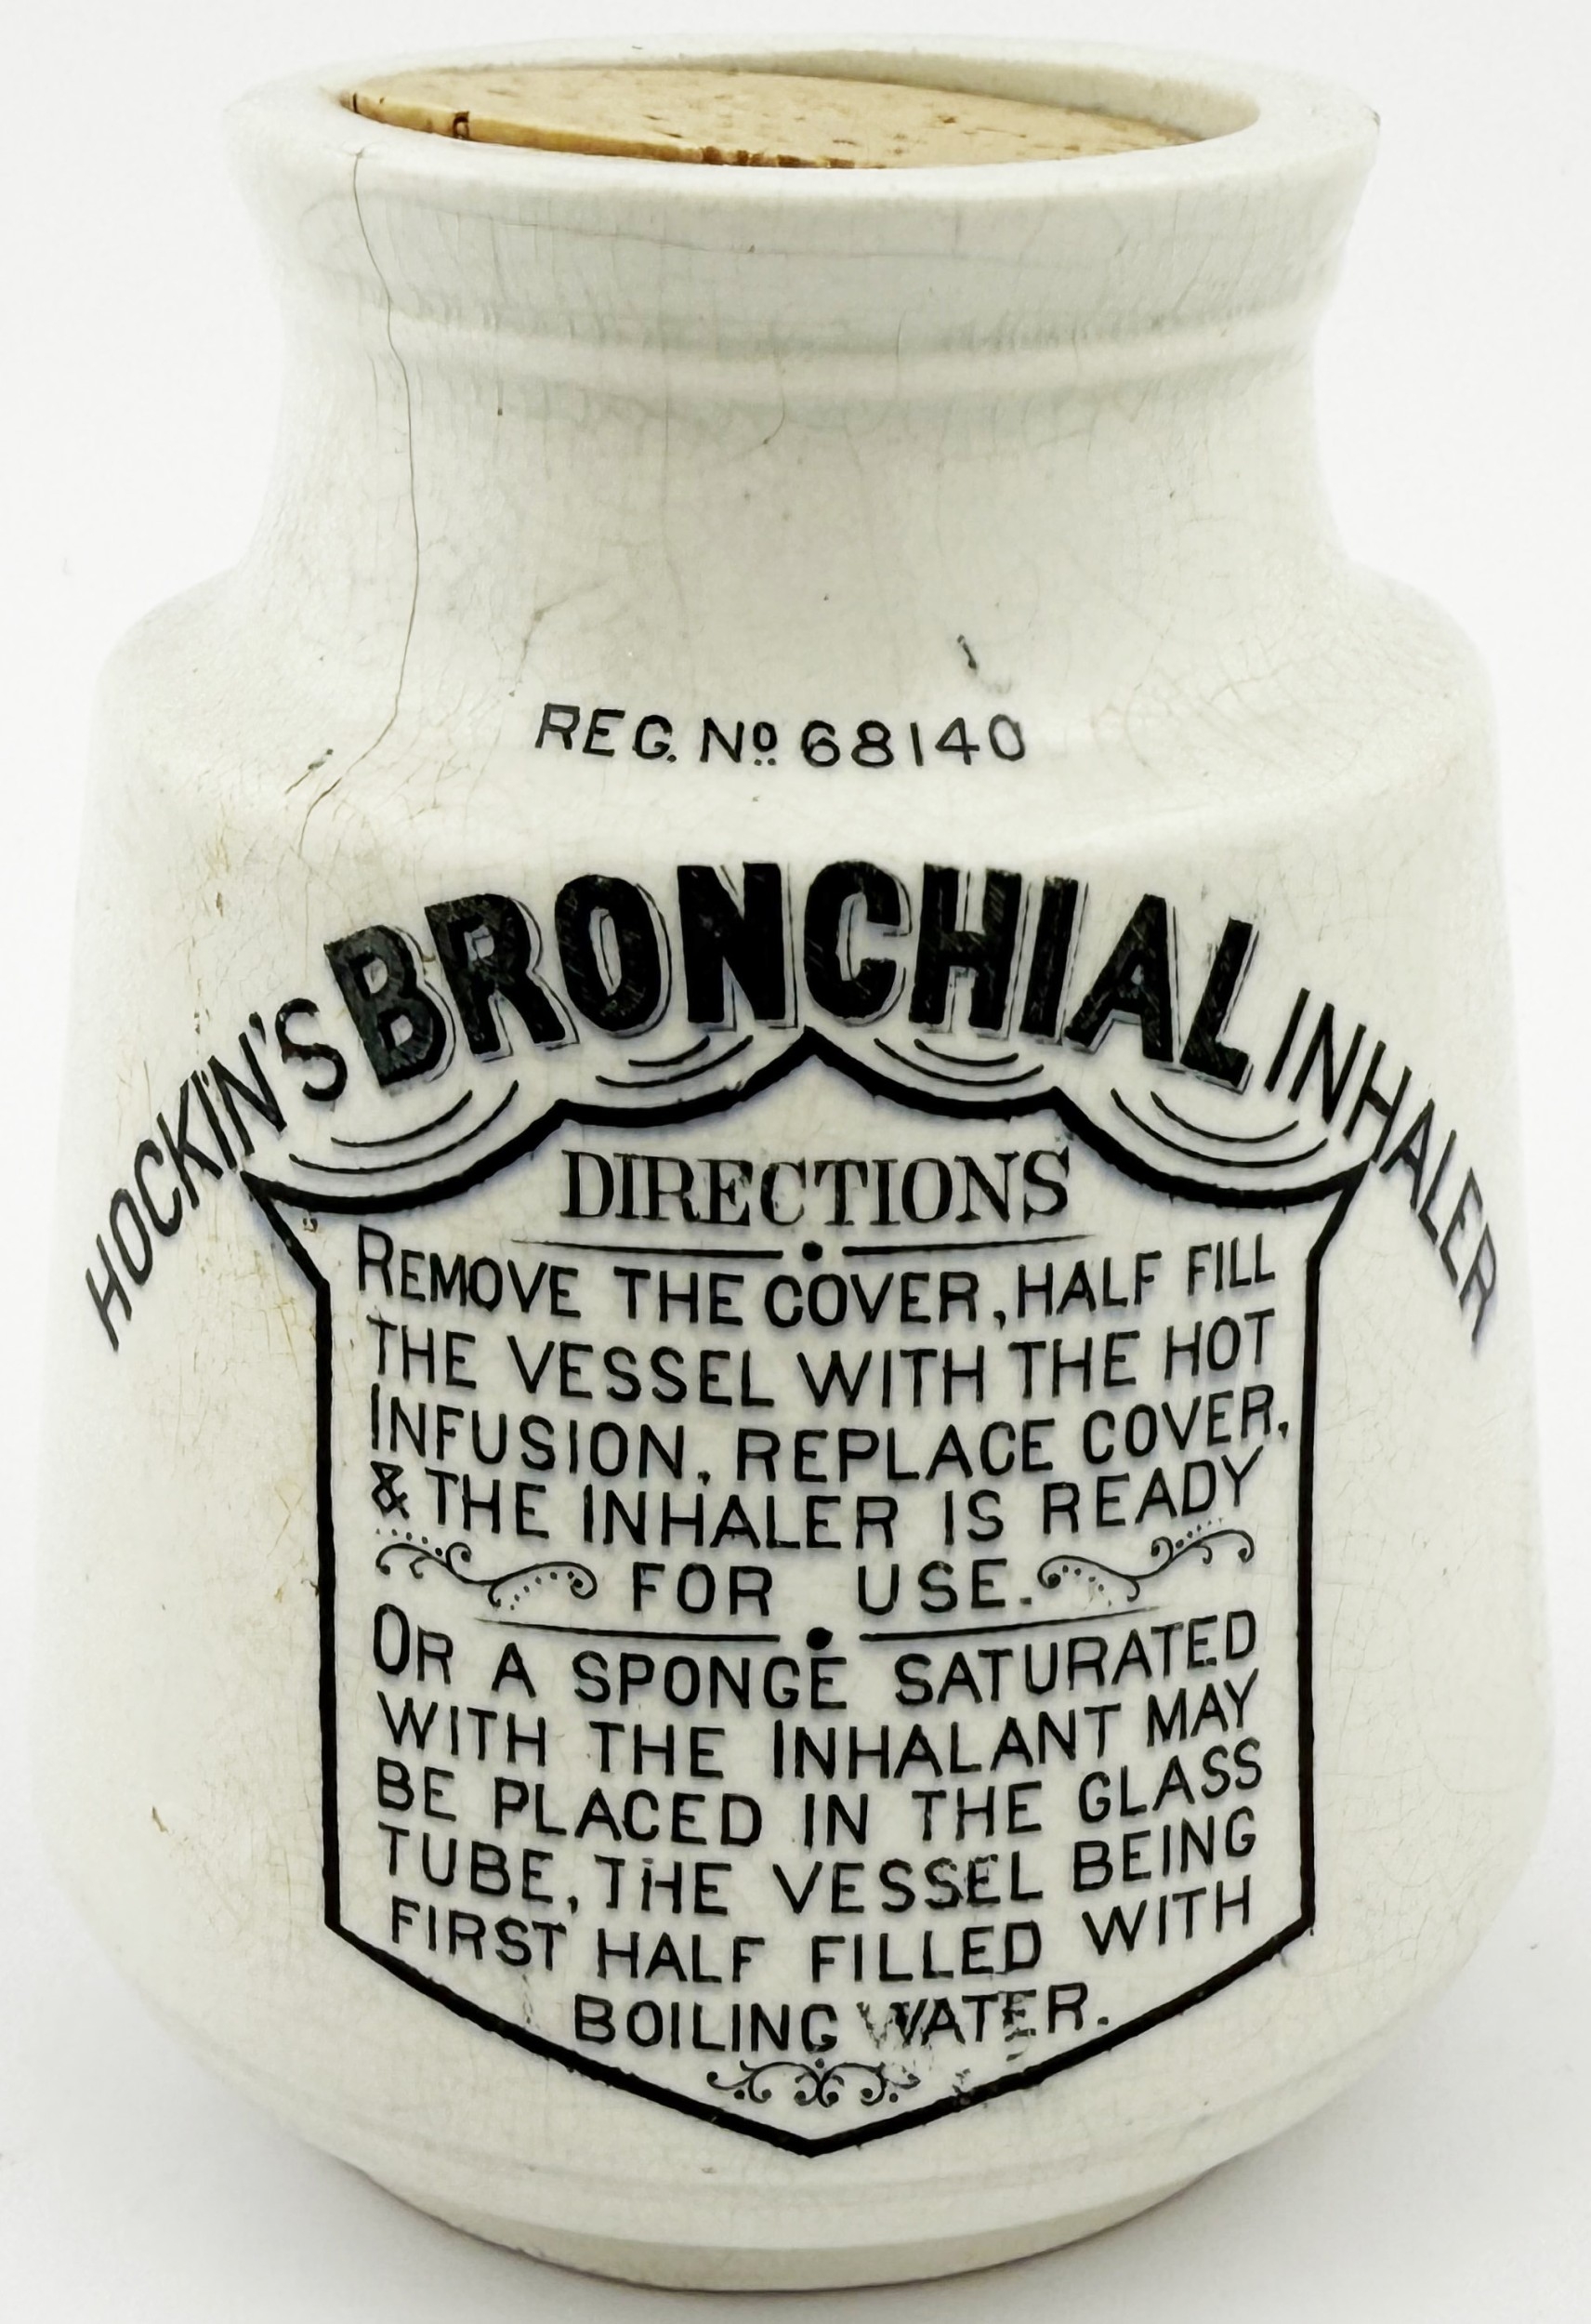 REG. No. 68140
HOCKIN'S BRONCHIAL INHALER
DIRECTIONS
REMOVE THE COVER, HALF FILL
THE VESSEL WITH THE HOT
INFUSION, REPLACE COVER,
& THE INHALER IS READY
FOR USE.
OR A SPONGE SATURATED
WITH THE INHALANT MAY
BE PLACED IN THE GLASS
TUBE, THE VESSEL BEING
FIRST HALF FILLED WITH
BOILING WATER.